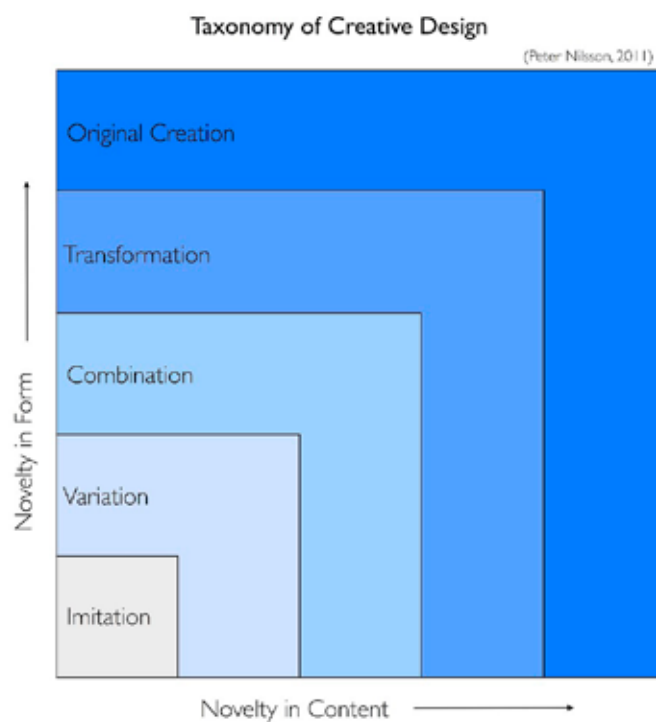 Taxonomy of Creative Design
(Peter Nilsson, 2011)
Original Creation
Transformation
Combination
Variation
Imitation
Novelty in Form
Novelty in Content